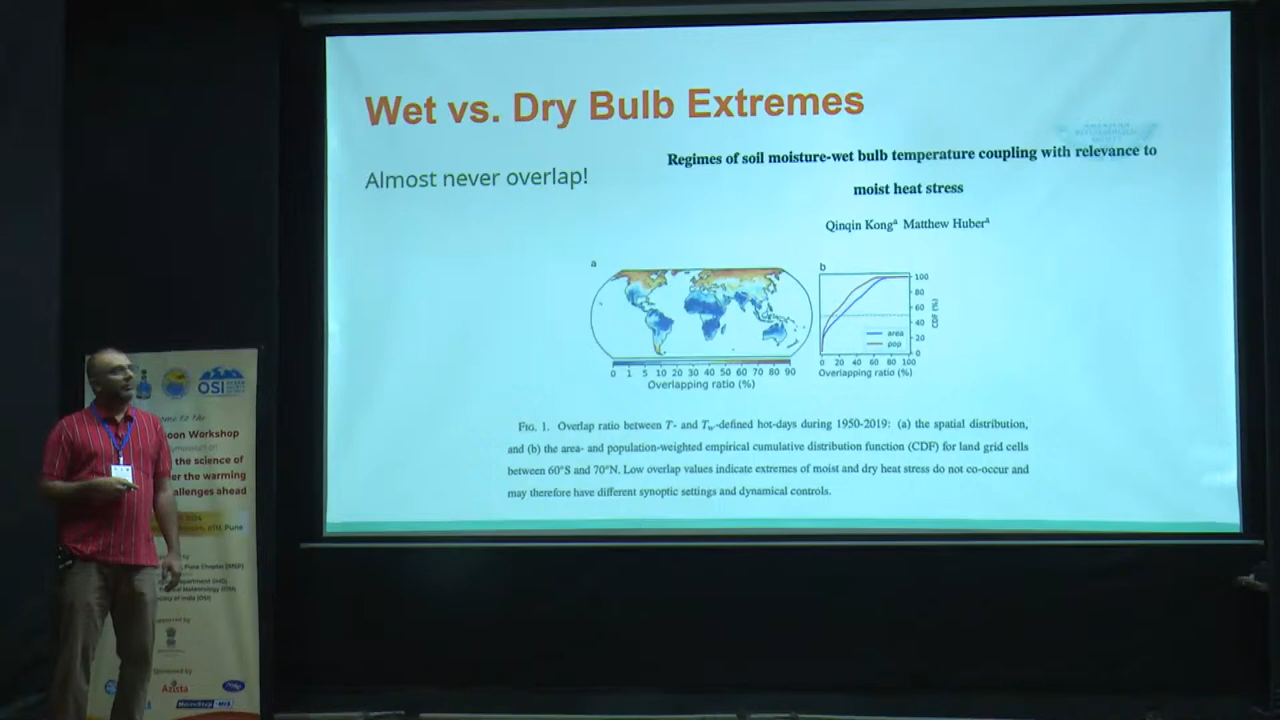 Wet vs. Dry Bulb Extremes
Almost never overlap!
Regimes of soil moisture-wet bulb temperature coupling with relevance to
moist heat stress
Qinqin Kongᵃ Matthew Huberᵃ
a
b
100
80
60
40
20
0
CDF (%)
area
pop
0 1 5 10 20 30 40 50 60 70 80 90
Overlapping ratio (%)
0 20 40 60 80 100
Overlapping ratio (%)
FIG. 1. Overlap ratio between T- and Tw-defined hot-days during 1950-2019: (a) the spatial distribution,
and (b) the area- and population-weighted empirical cumulative distribution function (CDF) for land grid cells
between 60°S and 70°N. Low overlap values indicate extremes of moist and dry heat stress do not co-occur and
may therefore have different synoptic settings and dynamical controls.
OSI
to the
oon Workshop
the science of
er the warming
allenges ahead
Pune
, Pune Chapter
Azista